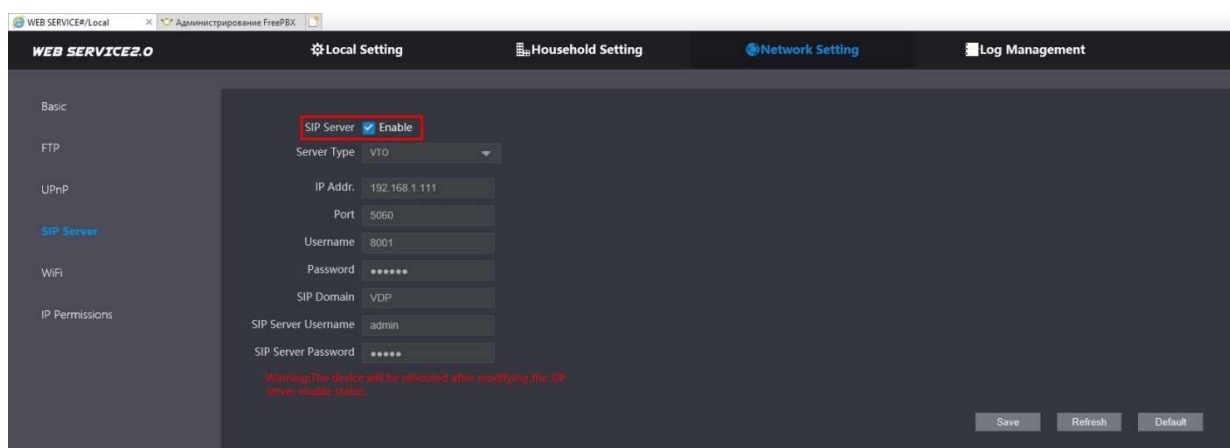 WEB SERVICE#/Local × Администрирование FreePBX
WEB SERVICE2.0 Local Setting Household Setting Network Setting Log Management
Basic
FTP
UPnP
SIP Server
WiFi
IP Permissions
SIP Server Enable
Server Type VTO
IP Addr. 192.168.1.111
Port 5060
Username 8001
Password ●●●●●●
SIP Domain VDP
SIP Server Username admin
SIP Server Password ●●●●●
Warning:The device will be rebooted after modifying the SIP
server enable status.
Save Refresh Default